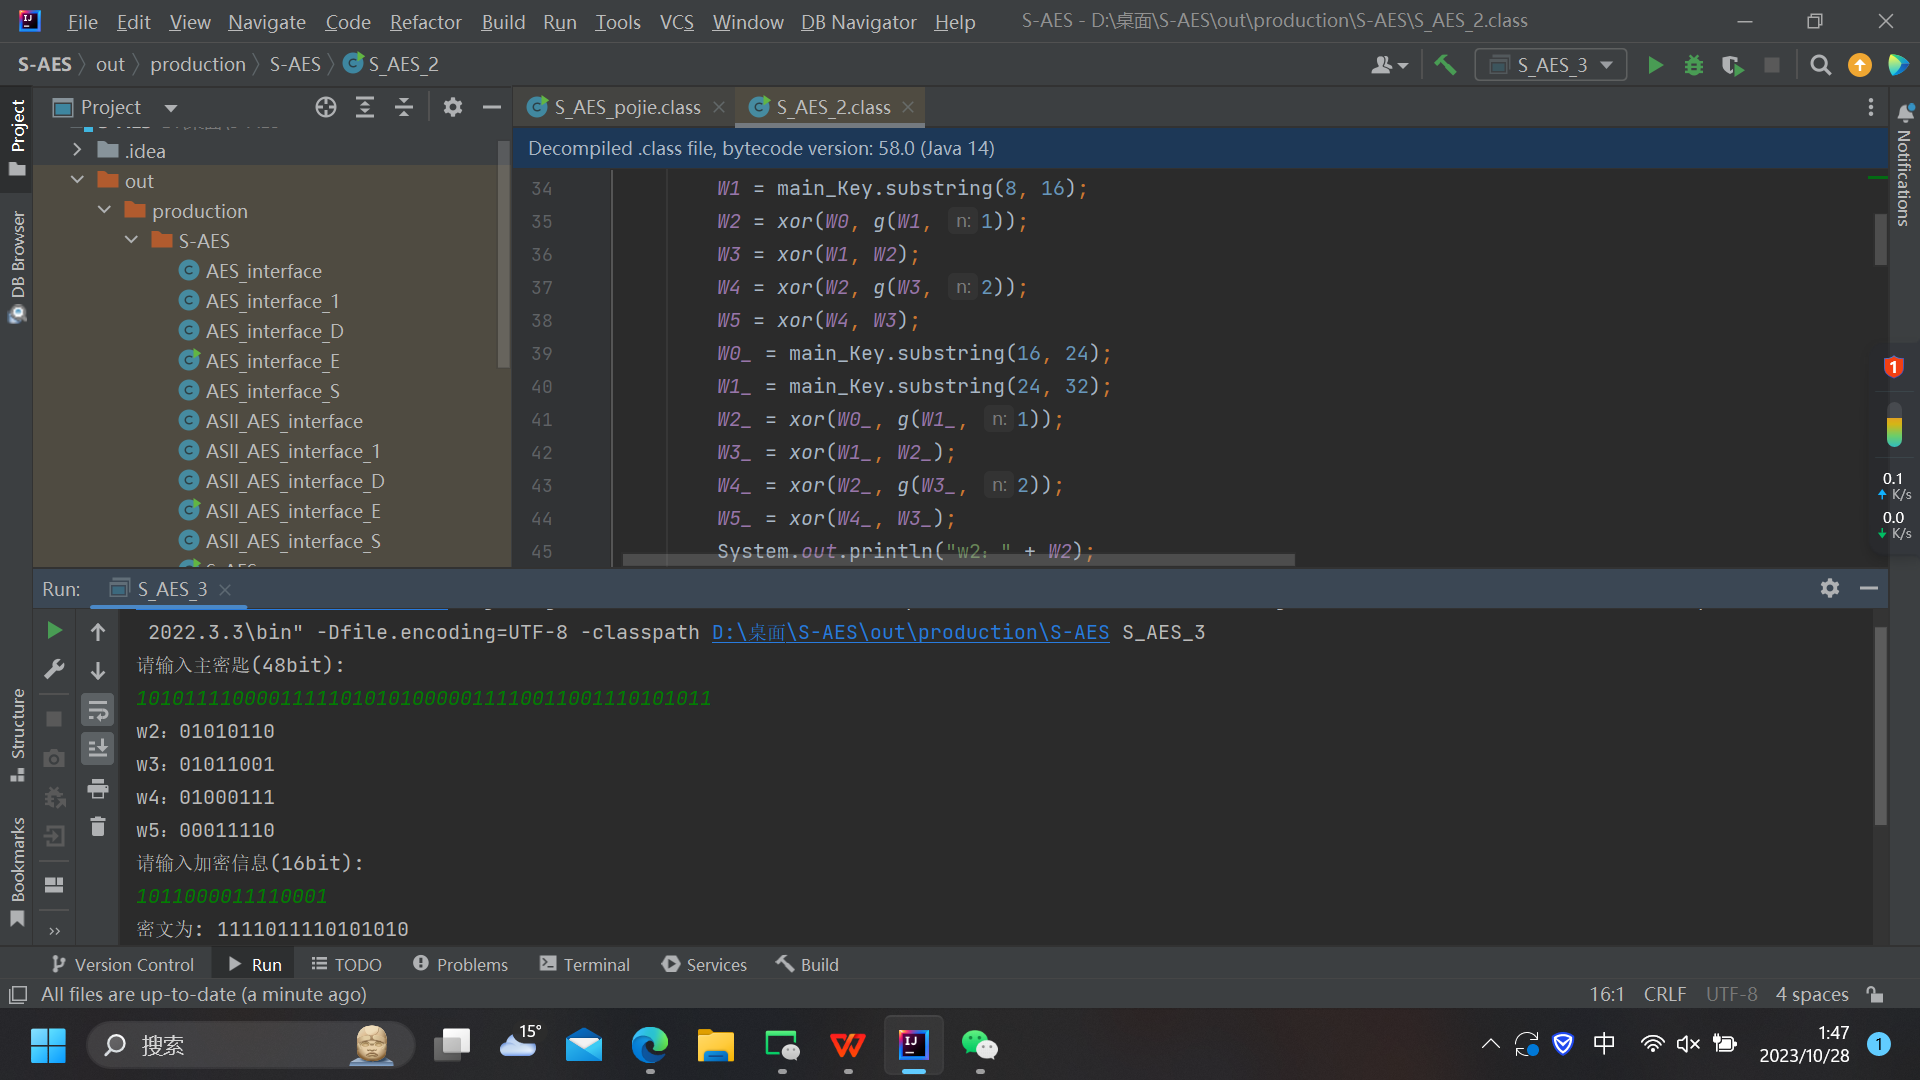 File Edit View Navigate Code Refactor Build Run Tools VCS Window DB Navigator Help S-AES - D:\桌面\S-AES\out\production\S-AES\S_AES_2.class
S-AES out production S-AES S_AES_2
S_AES_3
Project
S_AES_pojie.class
S_AES_2.class
Project
DB Browser
Structure
Bookmarks
Notifications
.idea
out
production
S-AES
AES_interface
AES_interface_1
AES_interface_D
AES_interface_E
AES_interface_S
ASII_AES_interface
ASII_AES_interface_1
ASII_AES_interface_D
ASII_AES_interface_E
ASII_AES_interface_S
Decompiled .class file, bytecode version: 58.0 (Java 14)
34 W1 = main_Key.substring(8, 16);
35 W2 = xor(W0, g(W1, n: 1));
36 W3 = xor(W1, W2);
37 W4 = xor(W2, g(W3, n: 2));
38 W5 = xor(W4, W3);
39 W0_ = main_Key.substring(16, 24);
40 W1_ = main_Key.substring(24, 32);
41 W2_ = xor(W0_, g(W1_, n: 1));
42 W3_ = xor(W1_, W2_);
43 W4_ = xor(W2_, g(W3_, n: 2));
44 W5_ = xor(W4_, W3_);
45 System.out.println("w2：" + W2);
1
0.1
K/s
0.0
K/s
Run: S_AES_3
2022.3.3\bin" -Dfile.encoding=UTF-8 -classpath D:\桌面\S-AES\out\production\S-AES S_AES_3
请输入主密匙(48bit)：
w2：01010110
w3：01011001
w4：01000111
w5：00011110
请输入加密信息(16bit)：
1011000011110001
密文为：1111011110101010
Version Control Run TODO Problems Terminal Services Build
All files are up-to-date (a minute ago)
16:1 CRLF UTF-8 4 spaces
搜索
15°
中
1:47
2023/10/28
1